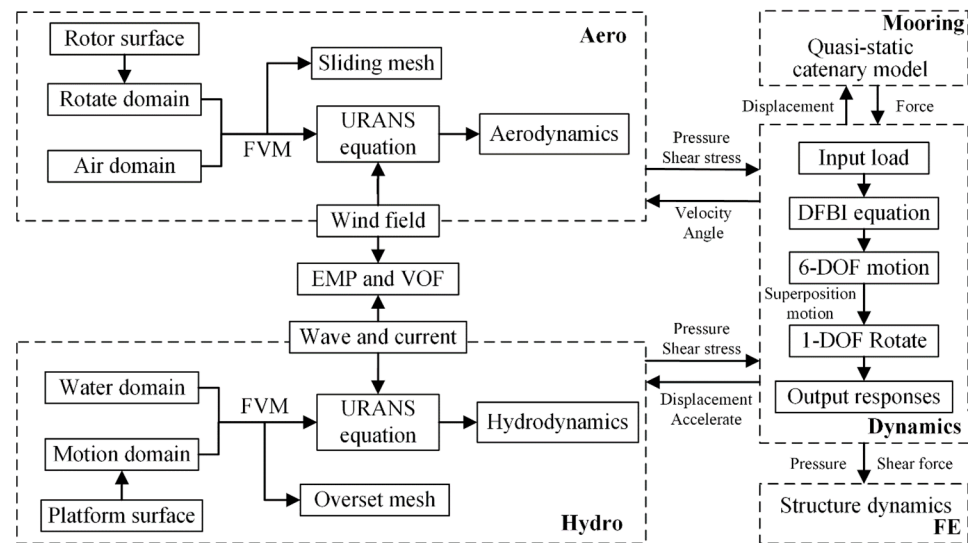 Rotor surface
Aero
Sliding mesh
Rotate domain
URANS
equation
Aerodynamics
FVM
Air domain
Wind field
Pressure
Shear stress
Velocity
Angle
Mooring
Quasi-static
catenary model
Displacement
Force
Input load
DFBI equation
6-DOF motion
Superposition
motion
1-DOF Rotate
Output responses
Dynamics
EMP and VOF
Wave and current
Pressure
Shear stress
Displacement
Accelerate
Water domain
FVM
URANS
equation
Hydrodynamics
Motion domain
Overset mesh
Platform surface
Hydro
Pressure
Shear force
Structure dynamics
FE